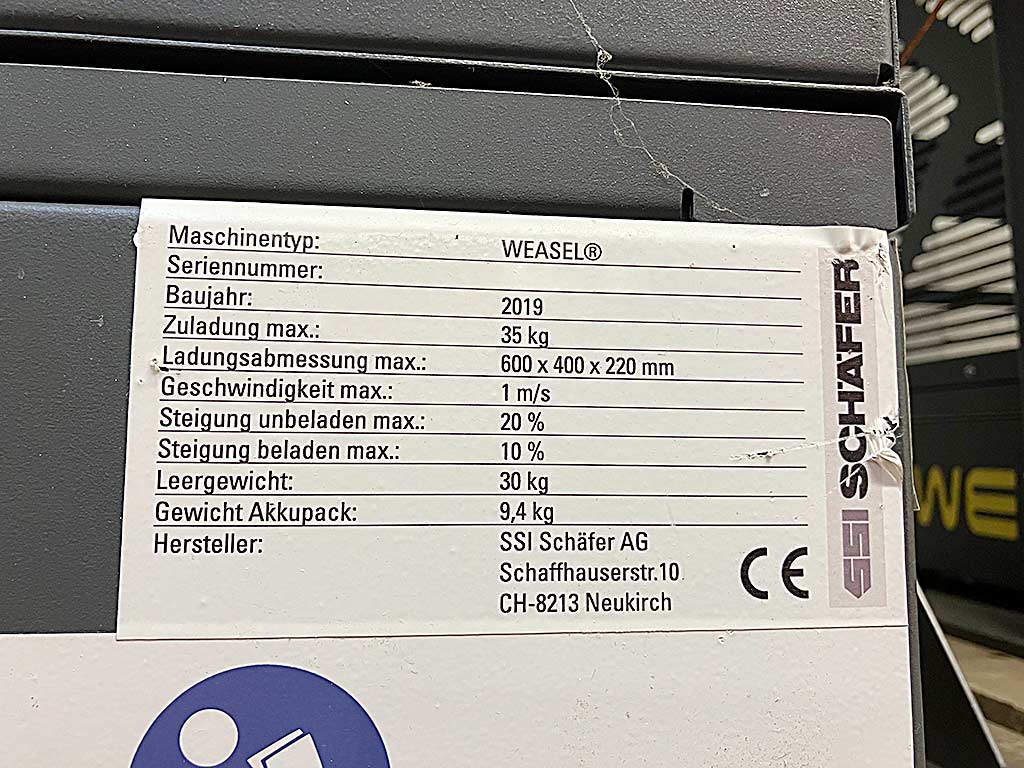 Maschinentyp: WEASEL®
Seriennummer:
Baujahr: 2019
Zuladung max.: 35 kg
Ladungsabmessung max.: 600 x 400 x 220 mm
Geschwindigkeit max.: 1 m/s
Steigung unbeladen max.: 20 %
Steigung beladen max.: 10 %
Leergewicht: 30 kg
Gewicht Akkupack: 9,4 kg
Hersteller: SSI Schäfer AG
Schaffhauserstr.10
CH-8213 Neukirch
CE
SSI SCHÄFER
WE